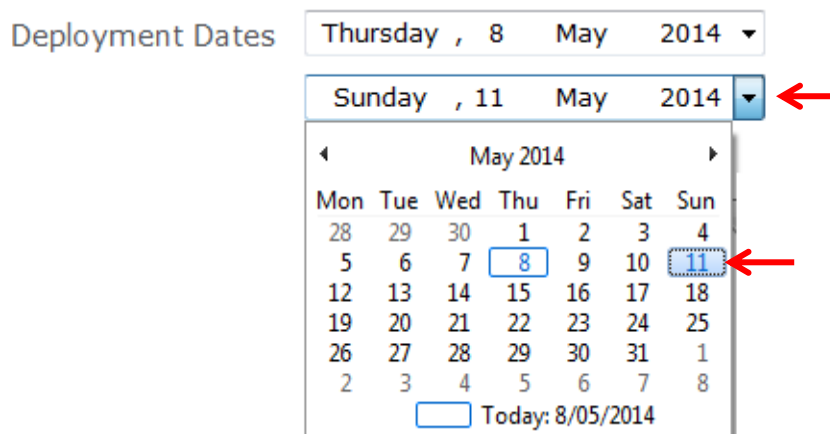 Deployment Dates Thursday , 8 May 2014
Sunday , 11 May 2014
May 2014
Mon Tue Wed Thu Fri Sat Sun
28 29 30 1 2 3 4
5 6 7 8 9 10 11
12 13 14 15 16 17 18
19 20 21 22 23 24 25
26 27 28 29 30 31 1
2 3 4 5 6 7 8
Today: 8/05/2014